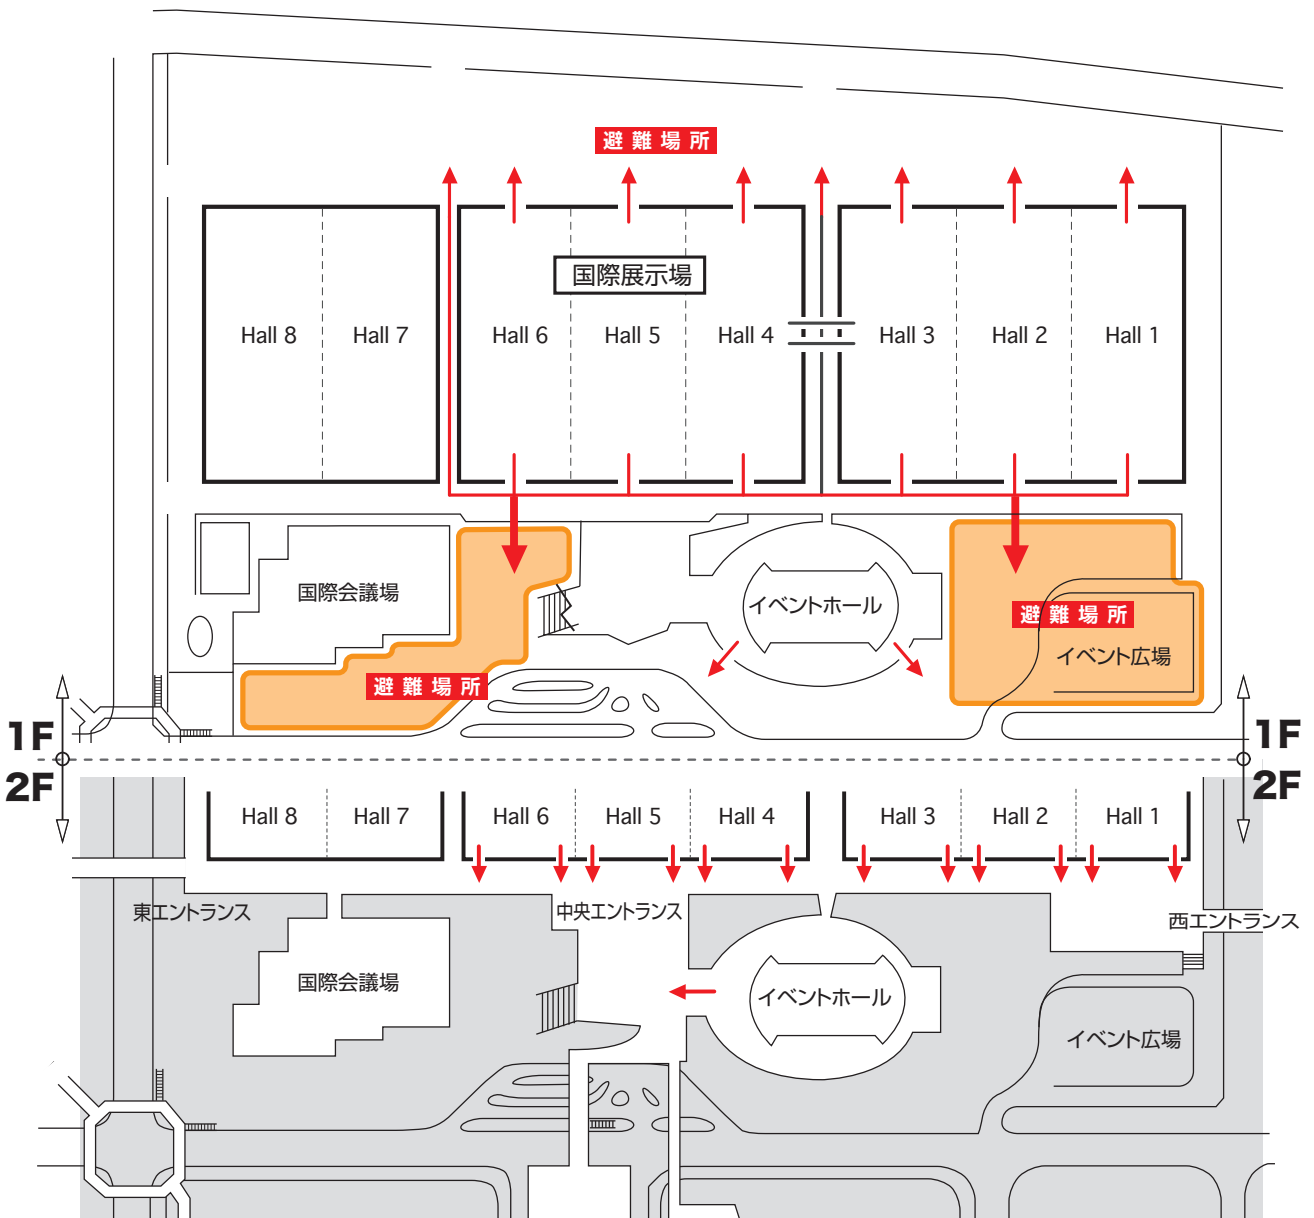 避難場所
国際展示場
Hall 8
Hall 7
Hall 6
Hall 5
Hall 4
Hall 3
Hall 2
Hall 1
国際会議場
イベントホール
避難場所
イベント広場
避難場所
1F
1F
2F
2F
Hall 8
Hall 7
Hall 6
Hall 5
Hall 4
Hall 3
Hall 2
Hall 1
東エントランス
中央エントランス
西エントランス
国際会議場
イベントホール
イベント広場